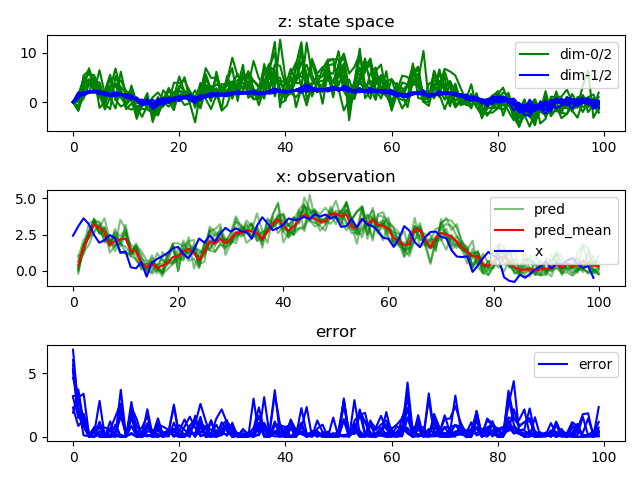 z: state space
10
0
dim-0/2
dim-1/2
0 20 40 60 80 100
x: observation
5.0
2.5
0.0
pred
pred_mean
x
0 20 40 60 80 100
error
5
0
error
0 20 40 60 80 100